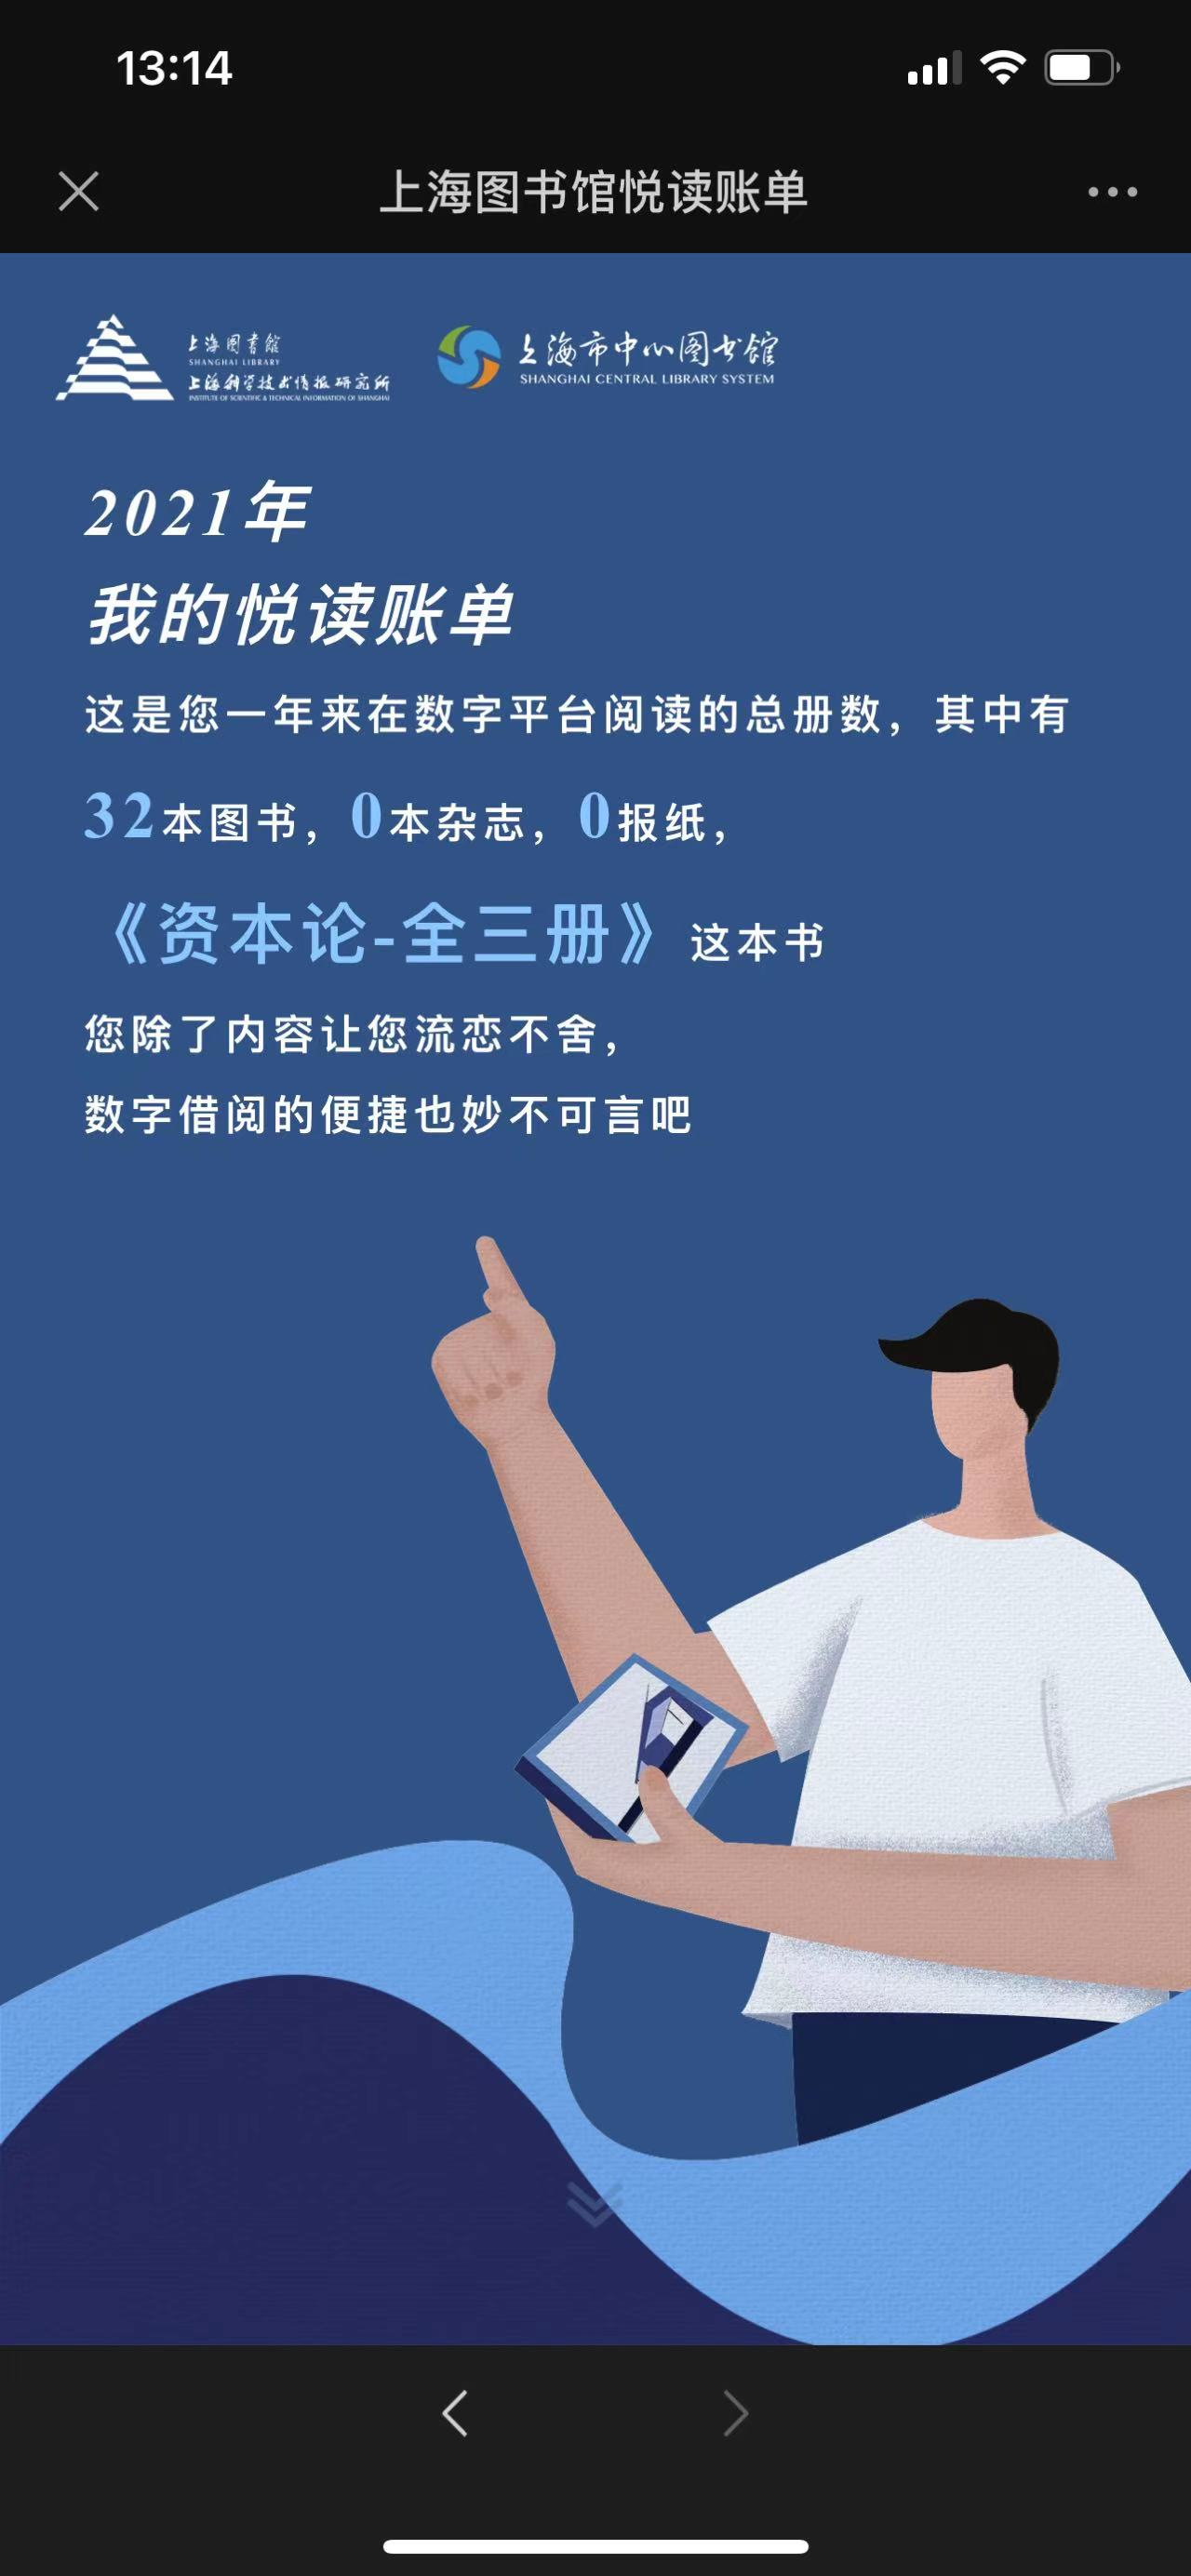 13:14
上海图书馆悦读账单
上海图书馆
SHANGHAI LIBRARY
上海科学技术情报研究所
INSTITUTE OF SCIENTIFIC & TECHNICAL INFORMATION OF SHANGHAI
上海市中心图书馆
SHANGHAI CENTRAL LIBRARY SYSTEM
2021年
我的悦读账单
这是您一年来在数字平台阅读的总册数，其中有
32本图书，0本杂志，0报纸，
《资本论-全三册》这本书
您除了内容让您流恋不舍，
数字借阅的便捷也妙不可言吧